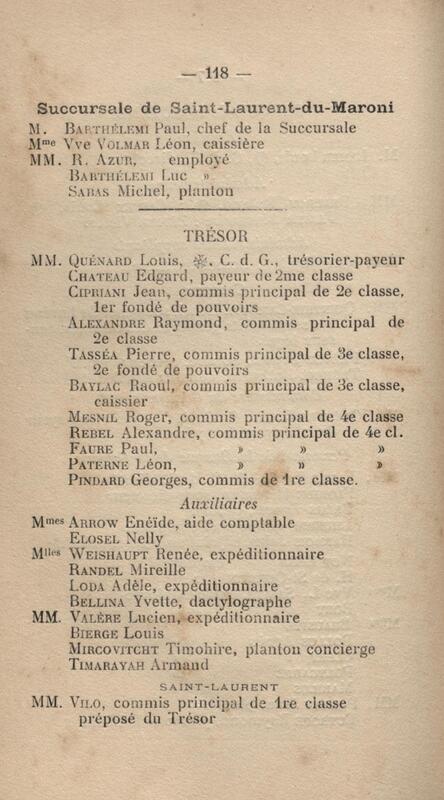 — 118 —
Succursale de Saint-Laurent-du-Maroni
M. BARTHÉLEMI Paul, chef de la Succursale
Mme Vve VOLMAR Léon, caissière
MM. R. AZUR, employé
BARTHÉLEMI Luc »
SABAS Michel, planton
TRÉSOR
MM. QUÉNARD Louis, ❋, C. d. G., trésorier-payeur
CHATEAU Edgard, payeur de 2me classe
CIPRIANI Jean, commis principal de 2e classe,
1er fondé de pouvoirs
ALEXANDRE Raymond, commis principal de
2e classe
TASSÉA Pierre, commis principal de 3e classe,
2e fondé de pouvoirs
BAYLAC Raoul, commis principal de 3e classe,
caissier
MESNIL Roger, commis principal de 4e classe
REBEL Alexandre, commis principal de 4e cl.
FAURE Paul, » » »
PATERNE Léon, » » »
PINDARD Georges, commis de 1re classe.
Auxiliaires
Mmes ARROW Enéïde, aide comptable
ELOSEL Nelly
Mlles WEISHAUPT Renée, expéditionnaire
RANDEL Mireille
LODA Adèle, expéditionnaire
BELLINA Yvette, dactylographe
MM. VALÈRE Lucien, expéditionnaire
BIERGE Louis
MIRCOVITCHT Timohire, planton concierge
TIMARAYAH Armand
SAINT-LAURENT
MM. VILO, commis principal de 1re classe
préposé du Trésor